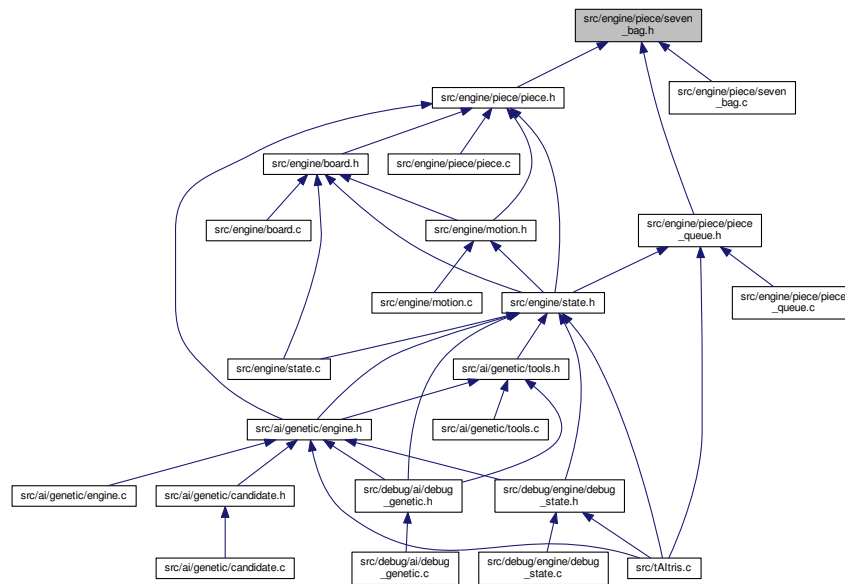 src/engine/piece/seven
_bag.h
src/engine/piece/piece.h
src/engine/piece/seven
_bag.c
src/engine/board.h
src/engine/piece/piece.c
src/engine/board.c
src/engine/motion.h
src/engine/piece/piece
_queue.h
src/engine/motion.c
src/engine/state.h
src/engine/piece/piece
_queue.c
src/engine/state.c
src/ai/genetic/tools.h
src/ai/genetic/engine.h
src/ai/genetic/tools.c
src/ai/genetic/engine.c
src/ai/genetic/candidate.h
src/debug/ai/debug
_genetic.h
src/debug/engine/debug
_state.h
src/ai/genetic/candidate.c
src/debug/ai/debug
_genetic.c
src/debug/engine/debug
_state.c
src/tAltris.c